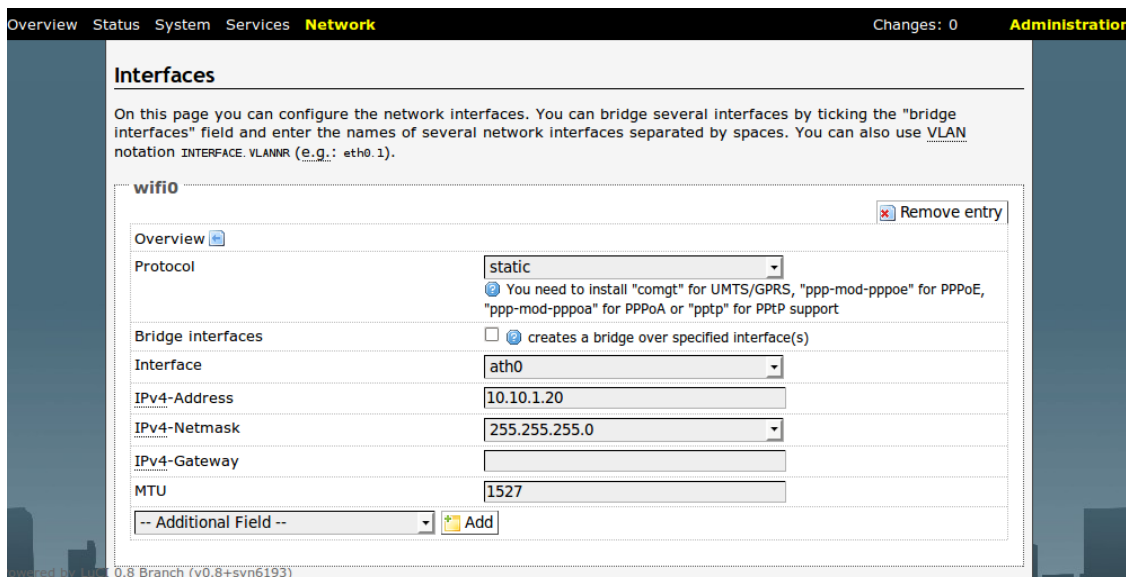 Overview Status System Services Network Changes: 0 Administration
Interfaces
On this page you can configure the network interfaces. You can bridge several interfaces by ticking the "bridge
interfaces" field and enter the names of several network interfaces separated by spaces. You can also use VLAN
notation INTERFACE.VLANNR (e.g.: eth0.1).
wifi0
Remove entry
Overview
Protocol static
You need to install "comgt" for UMTS/GPRS, "ppp-mod-pppoe" for PPPoE,
"ppp-mod-pppoa" for PPPoA or "pptp" for PPtP support
Bridge interfaces creates a bridge over specified interface(s)
Interface ath0
IPv4-Address 10.10.1.20
IPv4-Netmask 255.255.255.0
IPv4-Gateway
MTU 1527
-- Additional Field -- Add
owered by LuCI 0.8 Branch (v0.8+svn6193)